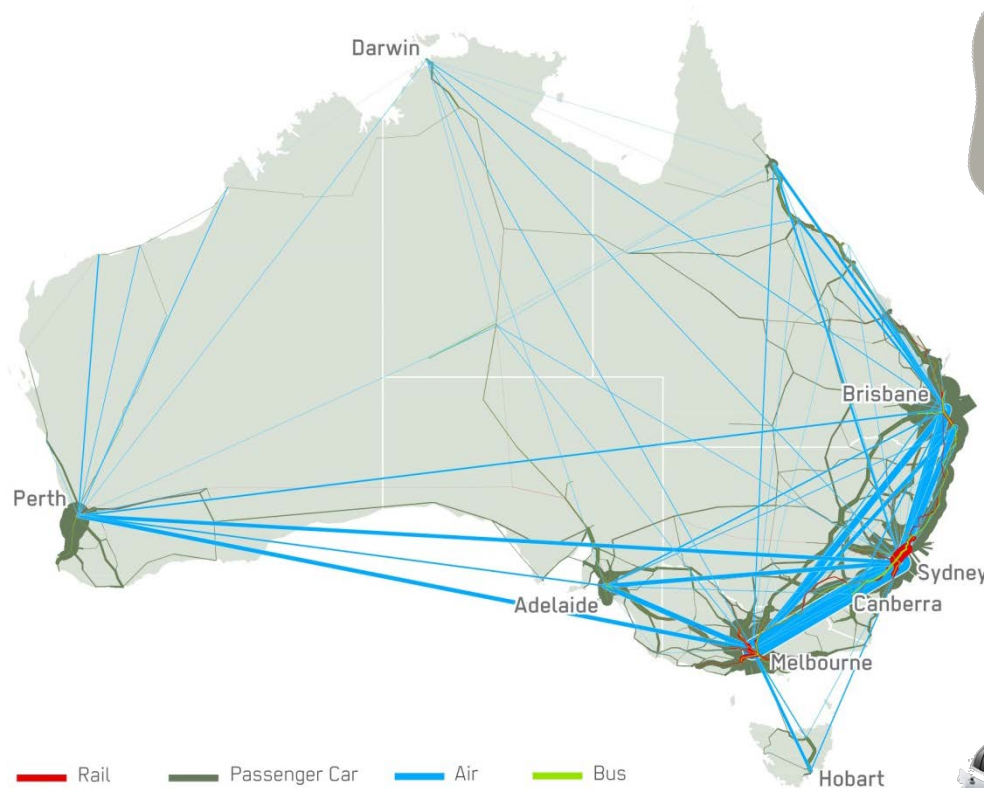 Darwin
Brisbane
Perth
Sydney
Adelaide
Canberra
Melbourne
Rail
Passenger Car
Air
Bus
Hobart